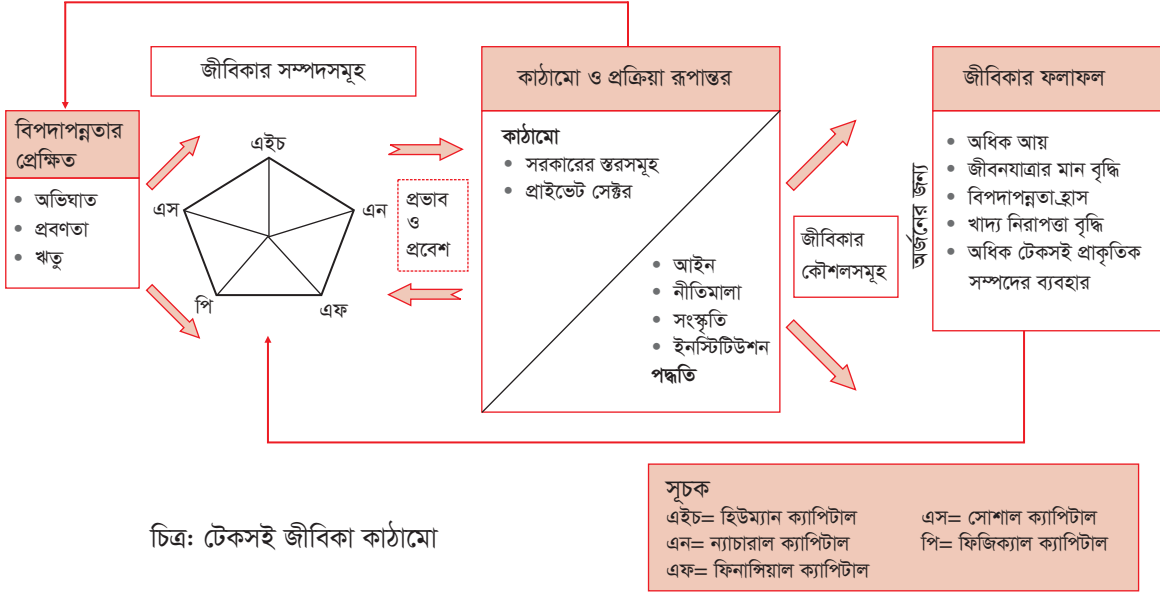 জীবিকার সম্পদসমূহ
কাঠামো ও প্রক্রিয়া রূপান্তর
জীবিকার ফলাফল
বিপদাপন্নতার
প্রেক্ষিত
• অভিঘাত
• প্রবণতা
• ঋতু
এইচ
এস
এন
পি
এফ
প্রভাব
ও
প্রবেশ
কাঠামো
• সরকারের স্তরসমূহ
• প্রাইভেট সেক্টর
• আইন
• নীতিমালা
• সংস্কৃতি
• ইনস্টিটিউশন
পদ্ধতি
জীবিকার
কৌশলসমূহ
অর্জনের জন্য
• অধিক আয়
• জীবনযাত্রার মান বৃদ্ধি
• বিপদাপন্নতা হ্রাস
• খাদ্য নিরাপত্তা বৃদ্ধি
• অধিক টেকসই প্রাকৃতিক
সম্পদের ব্যবহার
চিত্র: টেকসই জীবিকা কাঠামো
সূচক
এইচ= হিউম্যান ক্যাপিটাল
এস= সোশাল ক্যাপিটাল
এন= ন্যাচারাল ক্যাপিটাল
পি= ফিজিক্যাল ক্যাপিটাল
এফ= ফিনান্সিয়াল ক্যাপিটাল